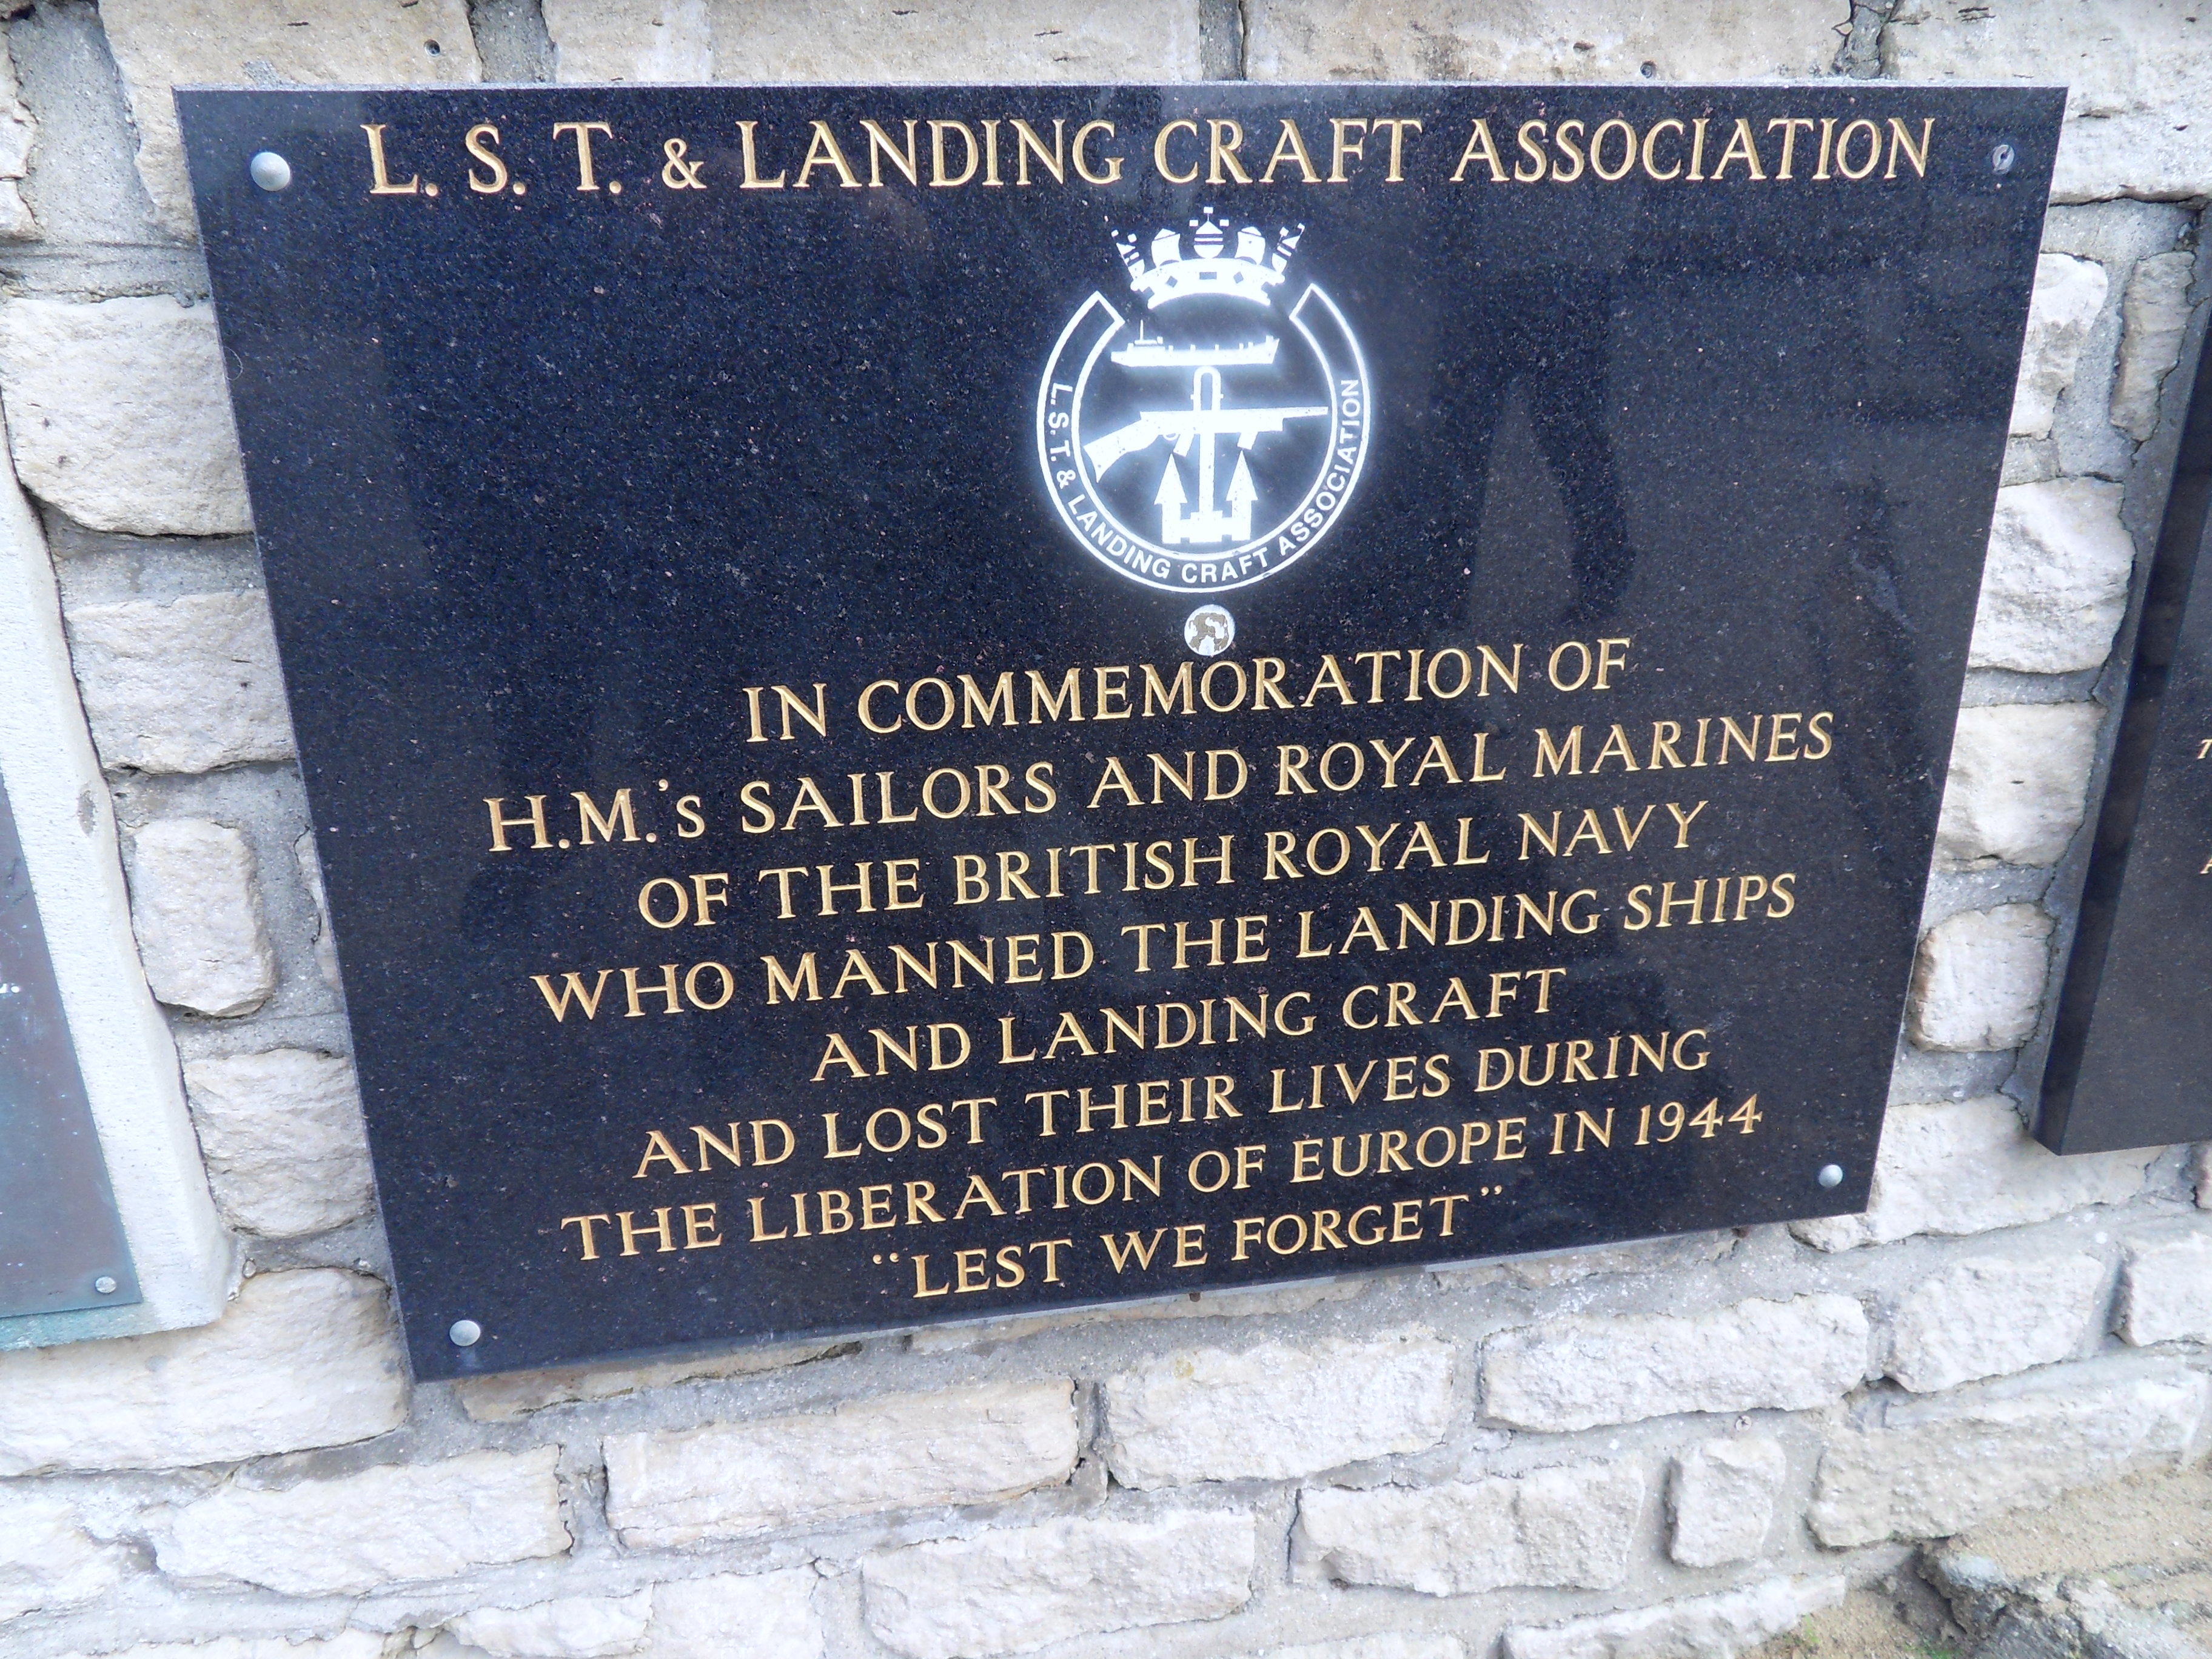 L. S. T. & LANDING CRAFT ASSOCIATION
L.S.T. & LANDING CRAFT ASSOCIATION
IN COMMEMORATION OF
H.M.'s SAILORS AND ROYAL MARINES
OF THE BRITISH ROYAL NAVY
WHO MANNED THE LANDING SHIPS
AND LANDING CRAFT
AND LOST THEIR LIVES DURING
THE LIBERATION OF EUROPE IN 1944
“LEST WE FORGET”